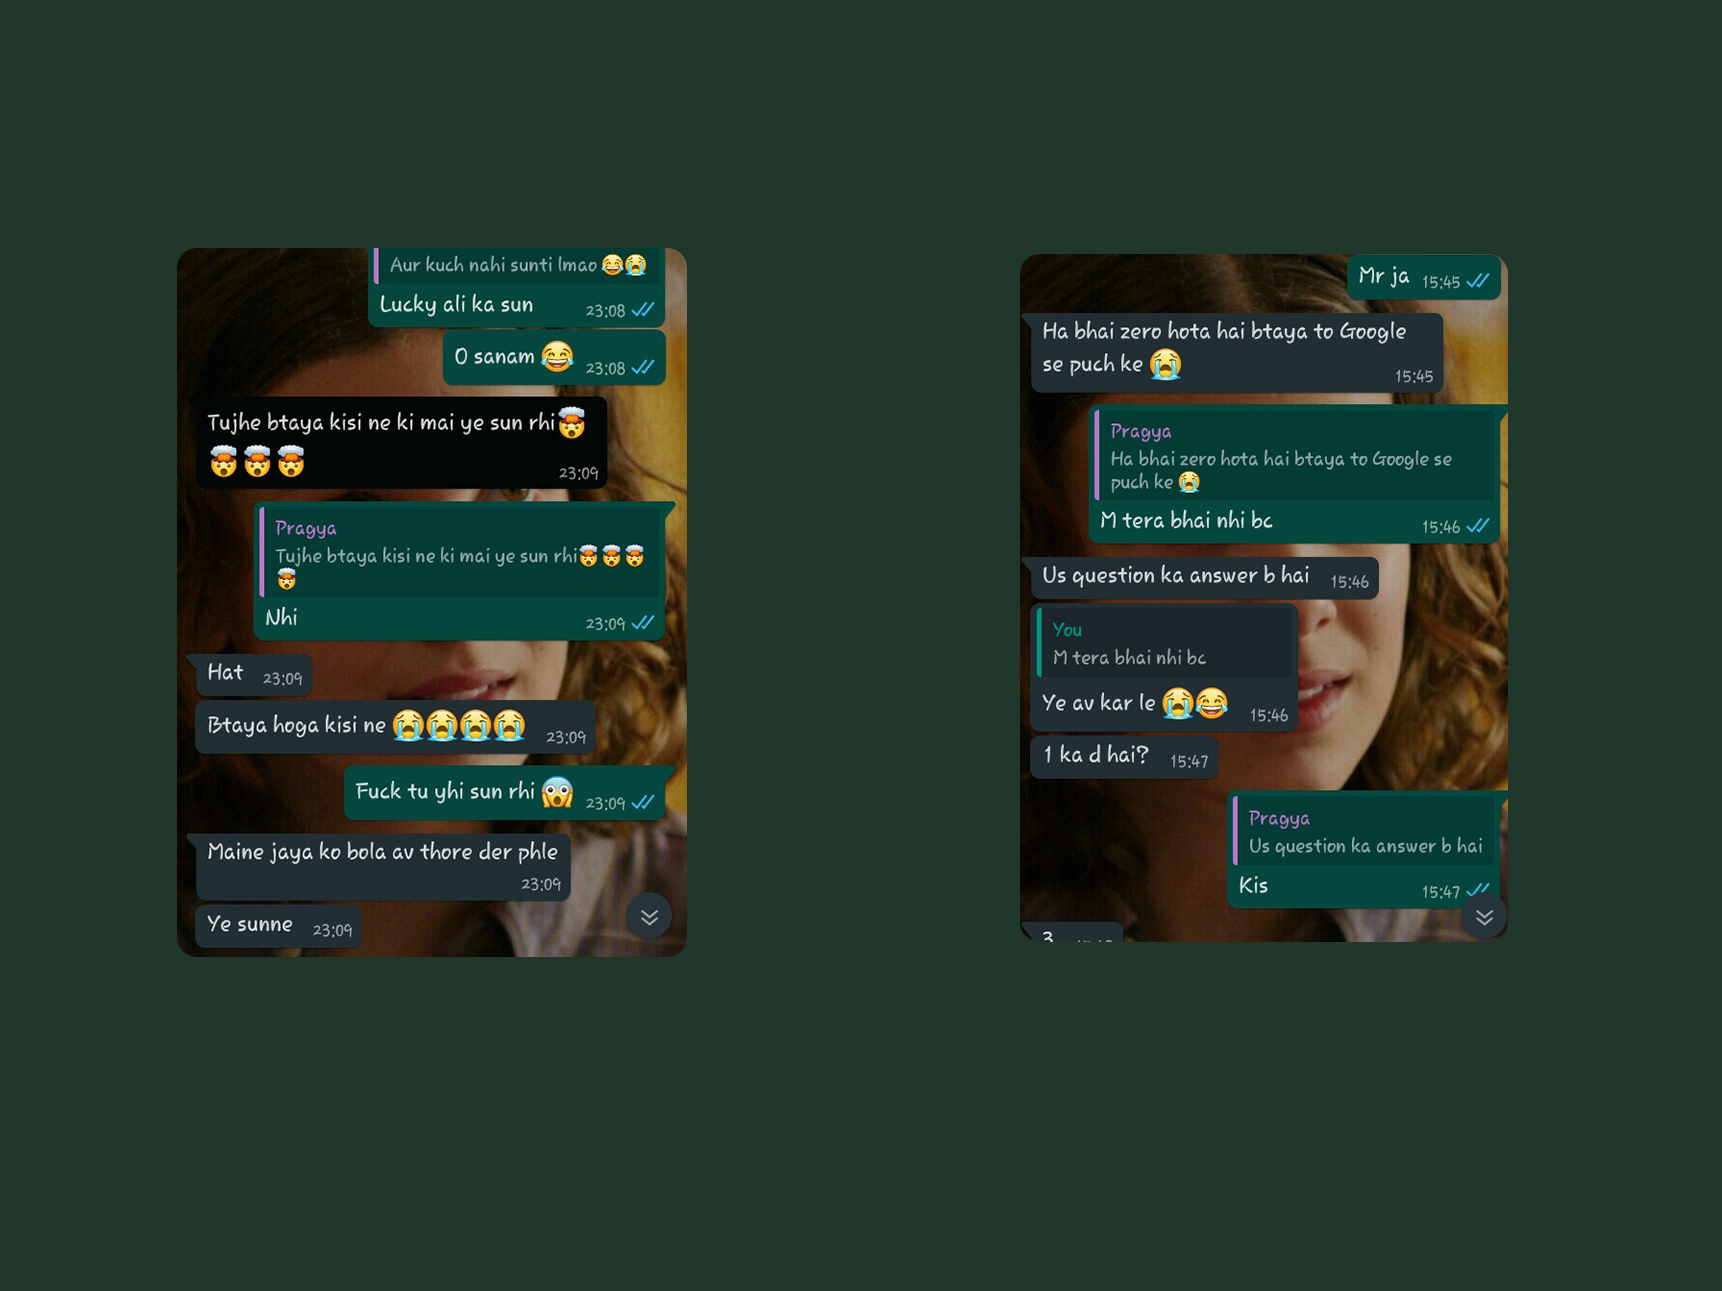 Aur kuch nahi sunti lmao 😂😭
Lucky ali ka sun 23:08
O sanam 😂 23:08
Tujhe btaya kisi ne ki mai ye sun rhi🤯
🤯🤯🤯 23:09
Pragya
Tujhe btaya kisi ne ki mai ye sun rhi🤯🤯🤯
🤯
Nhi 23:09
Hat 23:09
Btaya hoga kisi ne 😭😭😭😭 23:09
Fuck tu yhi sun rhi 😱 23:09
Maine jaya ko bola av thore der phle
23:09
Ye sunne 23:09
Mr ja 15:45
Ha bhai zero hota hai btaya to Google
se puch ke 😭 15:45
Pragya
Ha bhai zero hota hai btaya to Google se
puch ke 😭
M tera bhai nhi bc 15:46
Us question ka answer b hai 15:46
You
M tera bhai nhi bc
Ye av kar le 😭😂 15:46
1 ka d hai? 15:47
Pragya
Us question ka answer b hai
Kis 15:47
3